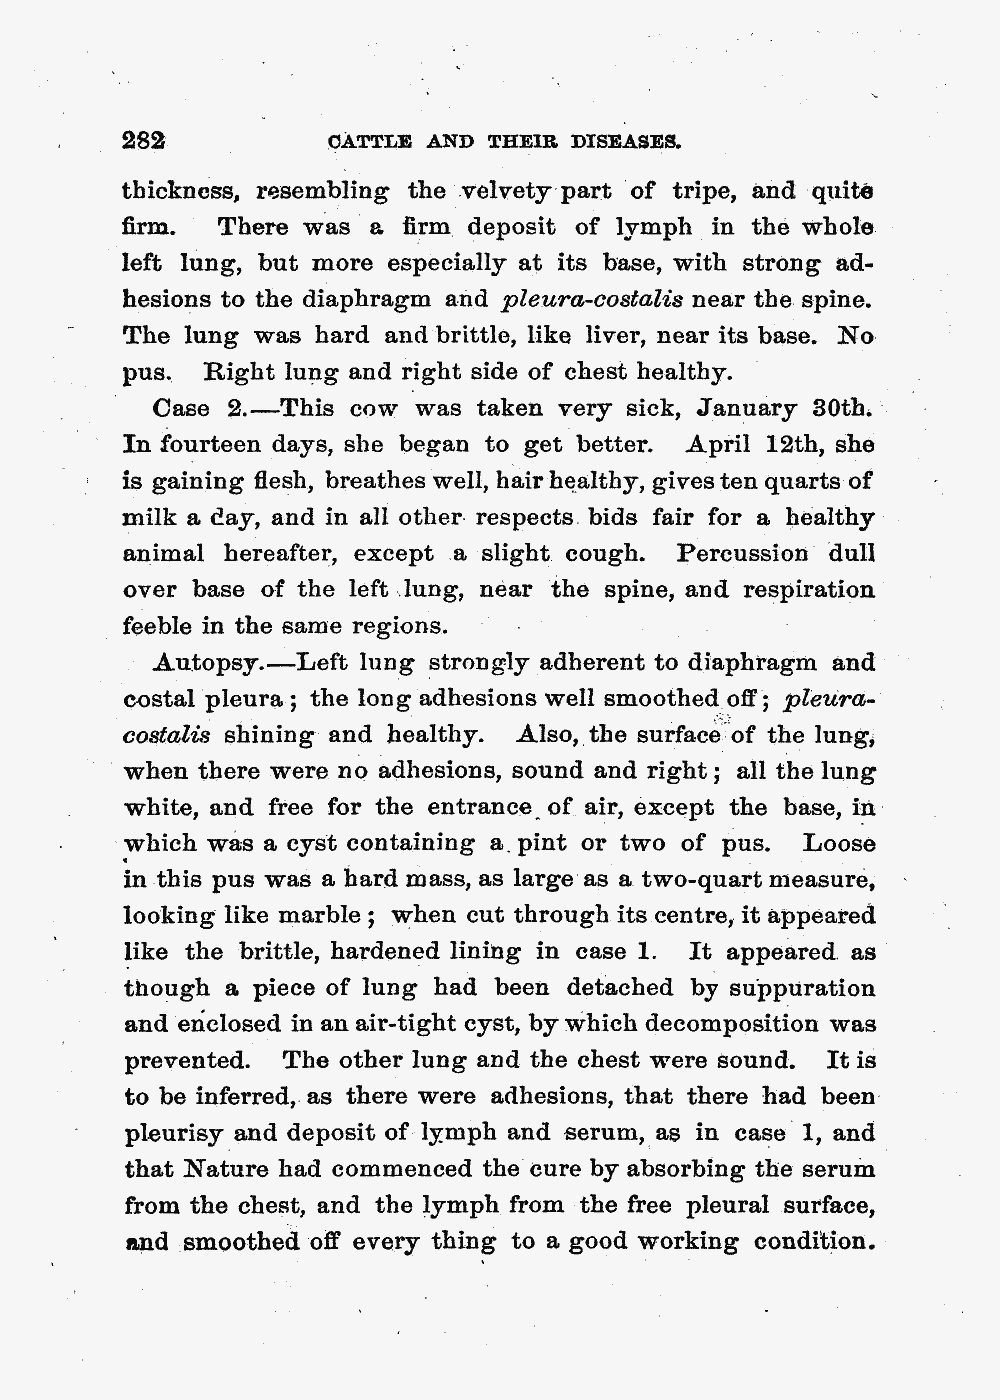 282 CATTLE AND THEIR DISEASES.
thickness, resembling the velvety part of tripe, and quite
firm. There was a firm deposit of lymph in the whole
left lung, but more especially at its base, with strong ad-
hesions to the diaphragm and pleura-costalis near the spine.
The lung was hard and brittle, like liver, near its base. No
pus. Right lung and right side of chest healthy.
Case 2.—This cow was taken very sick, January 30th.
In fourteen days, she began to get better. April 12th, she
is gaining flesh, breathes well, hair healthy, gives ten quarts of
milk a day, and in all other respects bids fair for a healthy
animal hereafter, except a slight cough. Percussion dull
over base of the left lung, near the spine, and respiration
feeble in the same regions.
Autopsy.—Left lung strongly adherent to diaphragm and
costal pleura; the long adhesions well smoothed off; pleura-
costalis shining and healthy. Also, the surface of the lung,
when there were no adhesions, sound and right; all the lung
white, and free for the entrance of air, except the base, in
which was a cyst containing a pint or two of pus. Loose
in this pus was a hard mass, as large as a two-quart measure,
looking like marble; when cut through its centre, it appeared
like the brittle, hardened lining in case 1. It appeared as
though a piece of lung had been detached by suppuration
and enclosed in an air-tight cyst, by which decomposition was
prevented. The other lung and the chest were sound. It is
to be inferred, as there were adhesions, that there had been
pleurisy and deposit of lymph and serum, as in case 1, and
that Nature had commenced the cure by absorbing the serum
from the chest, and the lymph from the free pleural surface,
and smoothed off every thing to a good working condition.